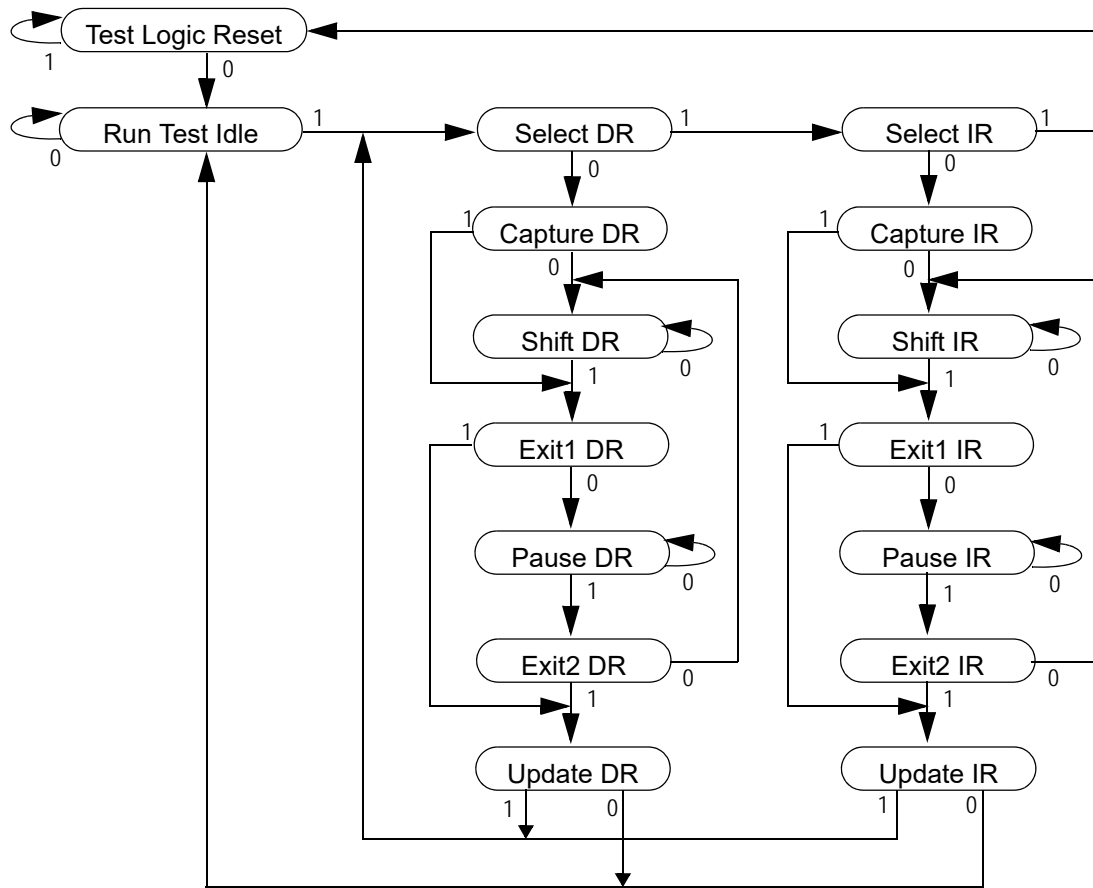 Test Logic Reset
1
0
Run Test Idle
1
0
Select DR
1
0
Select IR
1
0
Capture DR
1
0
Capture IR
1
0
Shift DR
0
1
Shift IR
0
1
Exit1 DR
1
0
Exit1 IR
1
0
Pause DR
0
1
Pause IR
0
1
Exit2 DR
0
1
Exit2 IR
0
1
Update DR
1
0
Update IR
1
0